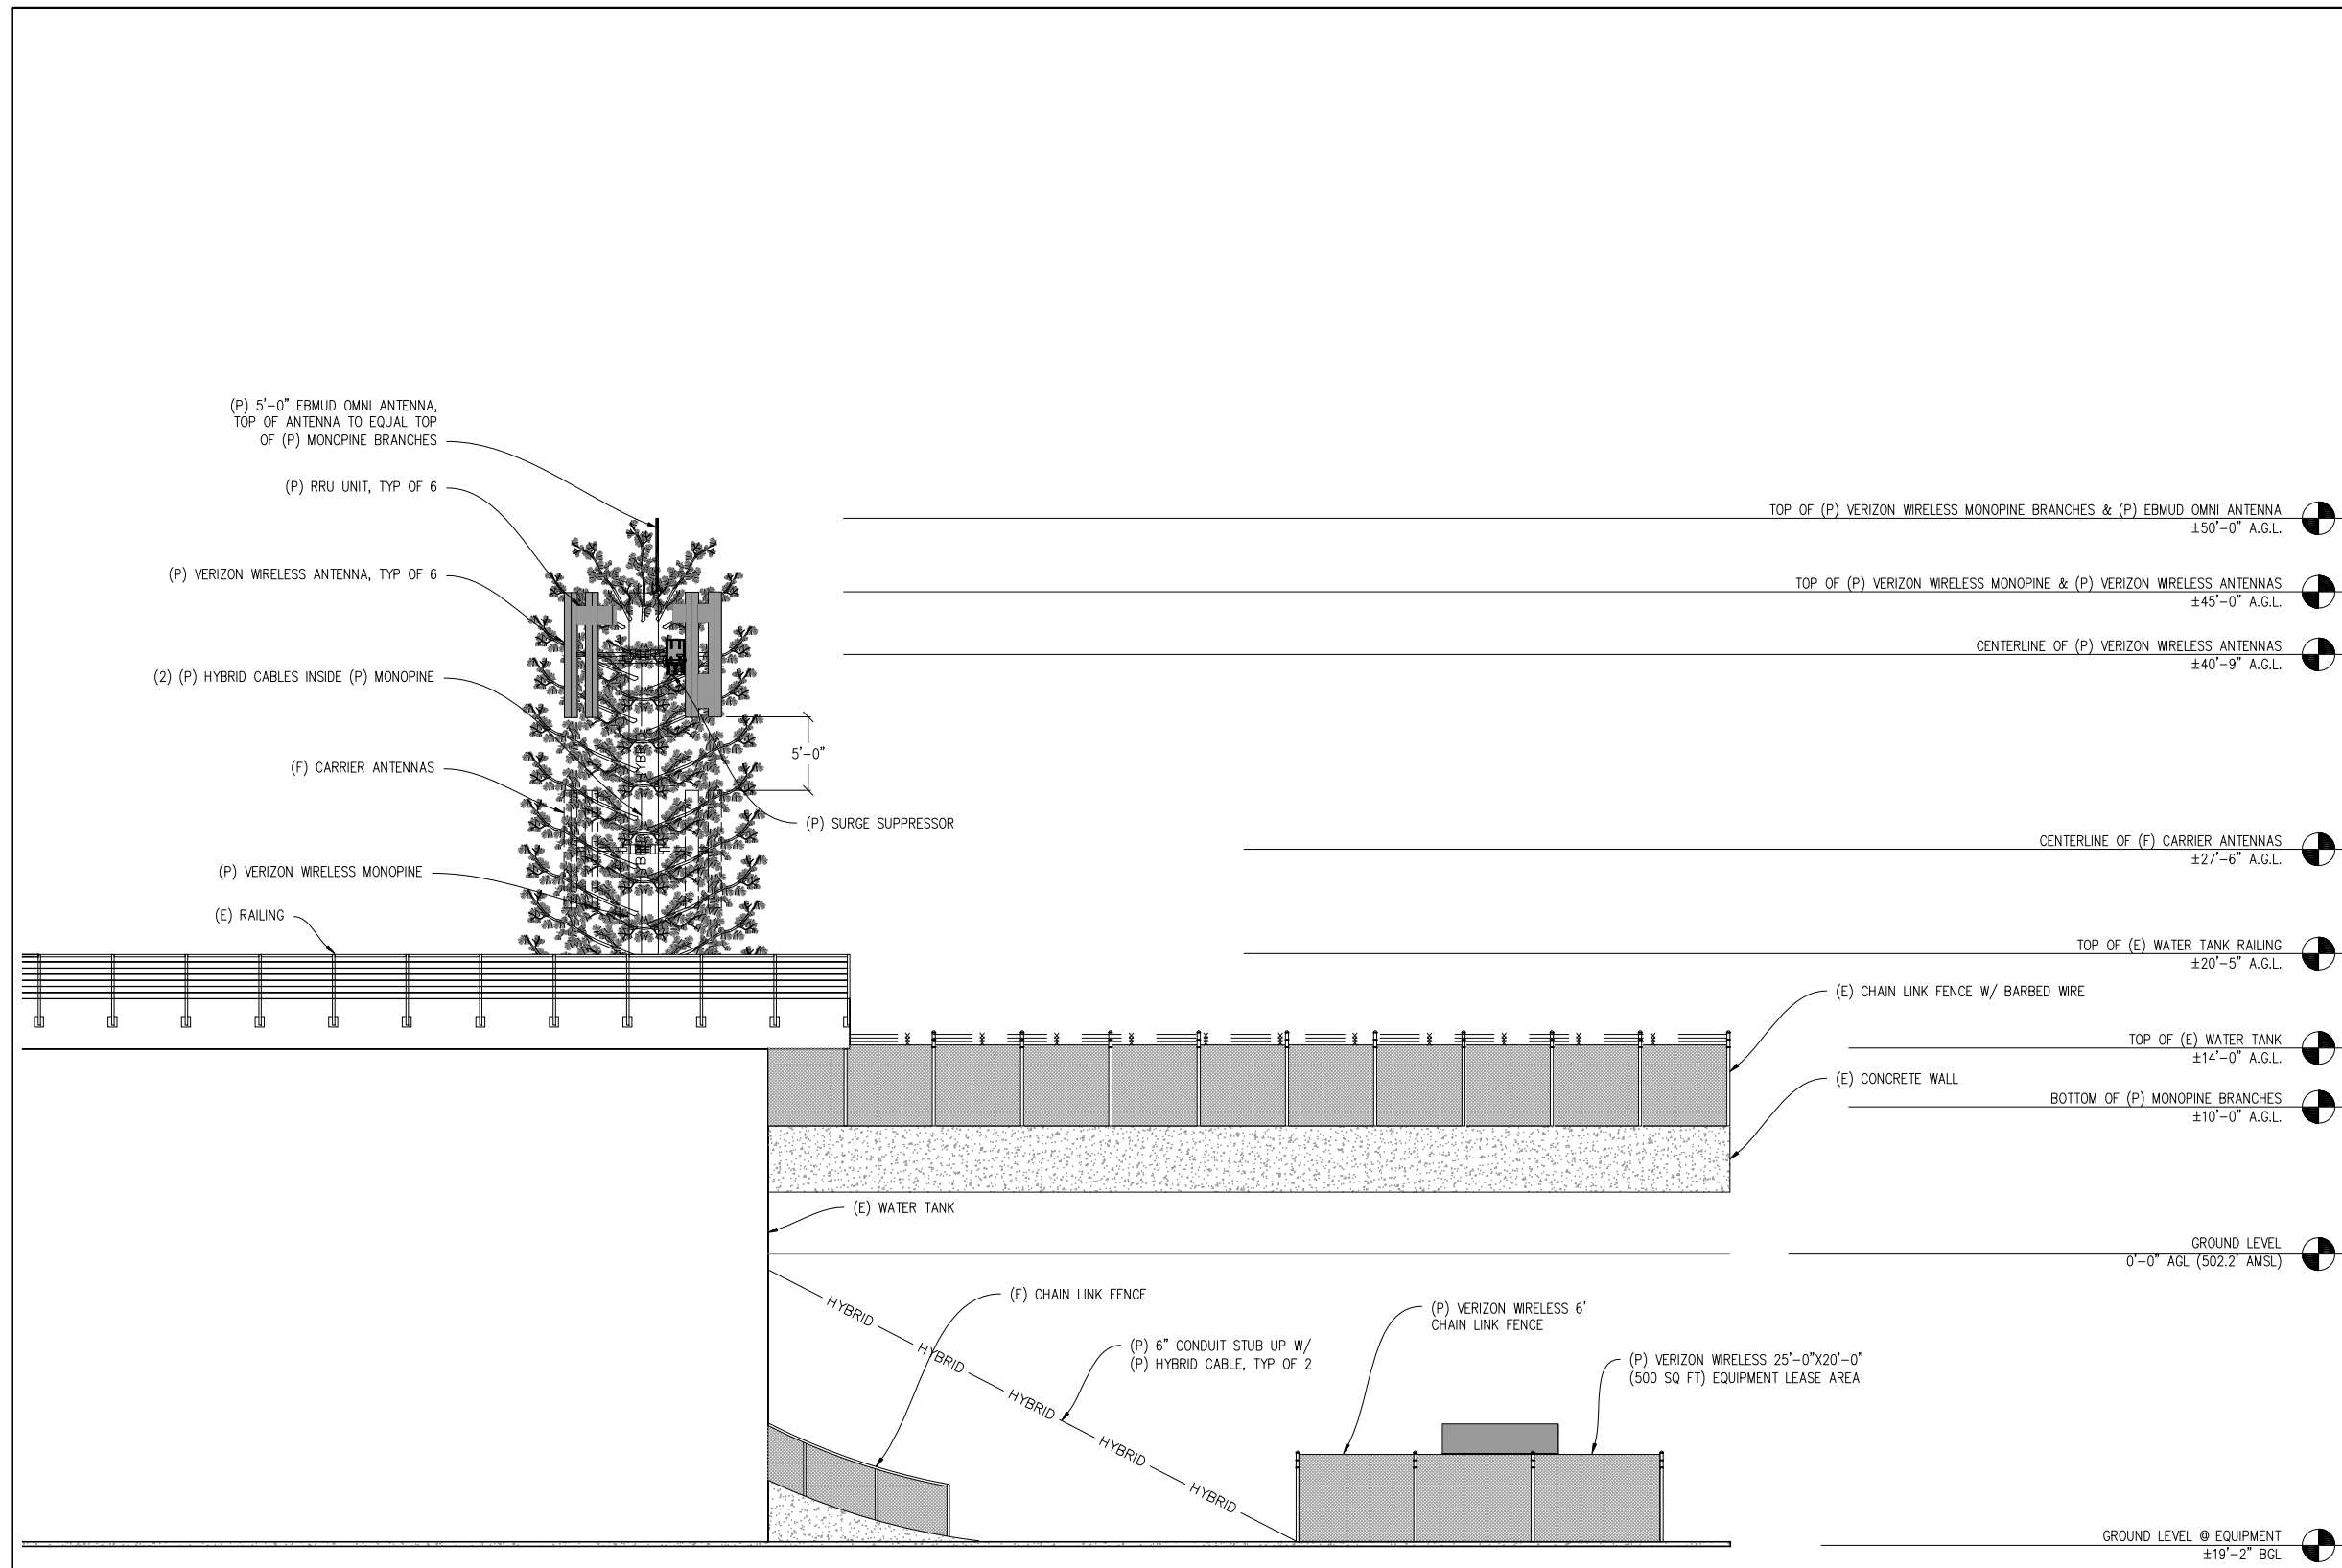 (P) 5'-0" EBMUD OMNI ANTENNA,
TOP OF ANTENNA TO EQUAL TOP
OF (P) MONOPINE BRANCHES
(P) RRU UNIT, TYP OF 6
(P) VERIZON WIRELESS ANTENNA, TYP OF 6
(2) (P) HYBRID CABLES INSIDE (P) MONOPINE
(F) CARRIER ANTENNAS
(P) VERIZON WIRELESS MONOPINE
(E) RAILING
5'-0"
(P) SURGE SUPPRESSOR
TOP OF (P) VERIZON WIRELESS MONOPINE BRANCHES & (P) EBMUD OMNI ANTENNA
±50'-0" A.G.L.
TOP OF (P) VERIZON WIRELESS MONOPINE & (P) VERIZON WIRELESS ANTENNAS
±45'-0" A.G.L.
CENTERLINE OF (P) VERIZON WIRELESS ANTENNAS
±40'-9" A.G.L.
CENTERLINE OF (F) CARRIER ANTENNAS
±27'-6" A.G.L.
TOP OF (E) WATER TANK RAILING
±20'-5" A.G.L.
(E) CHAIN LINK FENCE W/ BARBED WIRE
TOP OF (E) WATER TANK
±14'-0" A.G.L.
(E) CONCRETE WALL
BOTTOM OF (P) MONOPINE BRANCHES
±10'-0" A.G.L.
(E) WATER TANK
GROUND LEVEL
0'-0" AGL (502.2' AMSL)
(E) CHAIN LINK FENCE
HYBRID
HYBRID
HYBRID
HYBRID
HYBRID
(P) 6" CONDUIT STUB UP W/
(P) HYBRID CABLE, TYP OF 2
(P) VERIZON WIRELESS 6'
CHAIN LINK FENCE
(P) VERIZON WIRELESS 25'-0"X20'-0"
(500 SQ FT) EQUIPMENT LEASE AREA
GROUND LEVEL @ EQUIPMENT
±19'-2" BGL